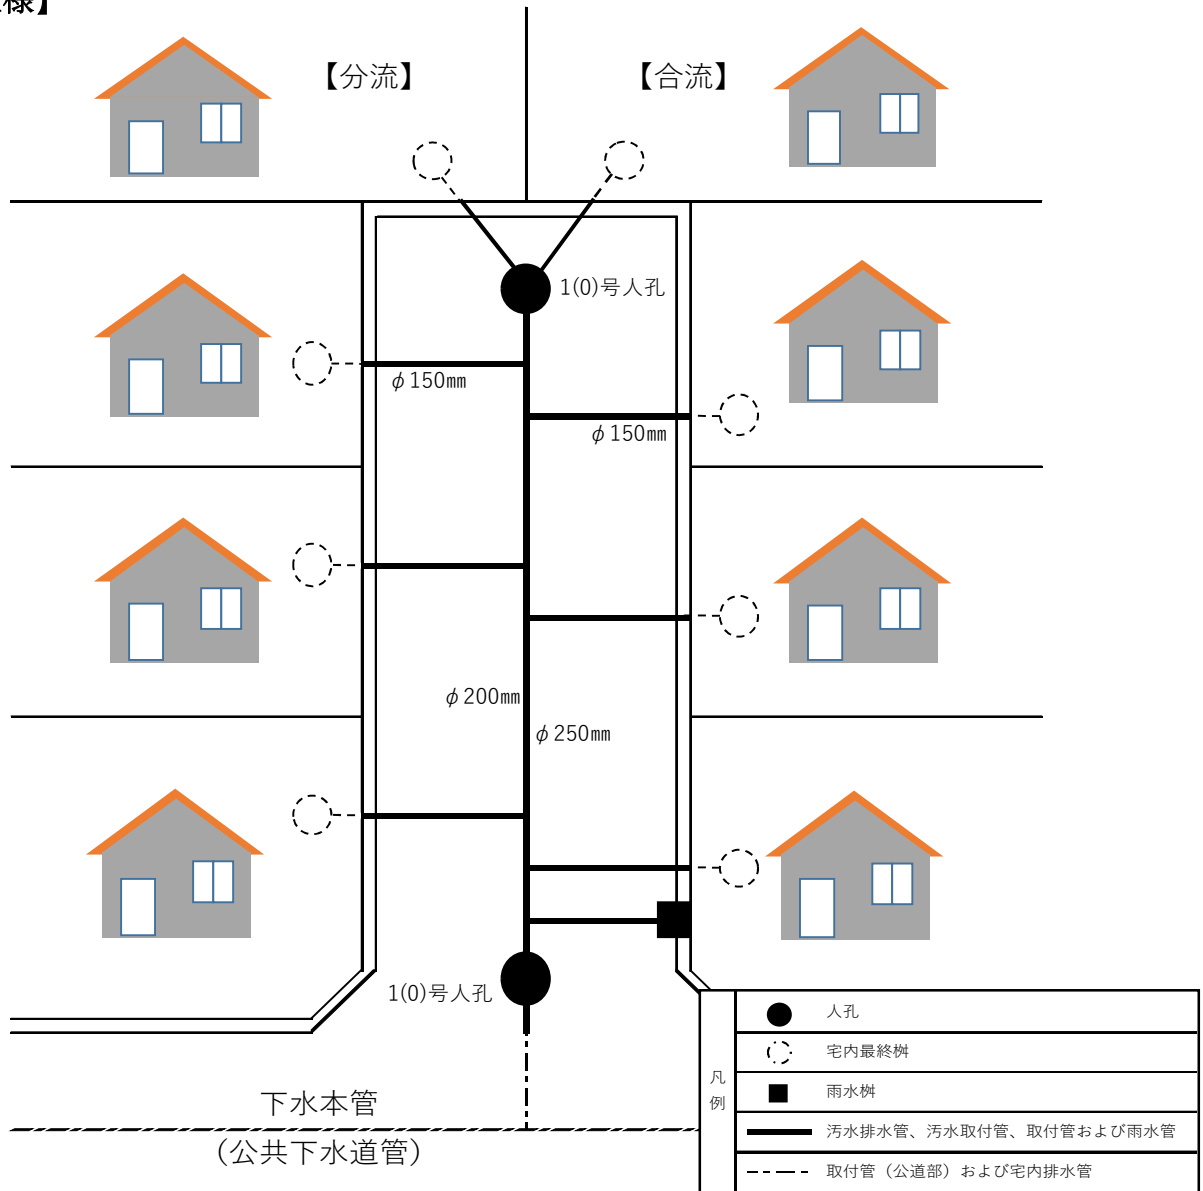 様】
【分流】
【合流】
1(0)号人孔
φ150㎜
φ150㎜
φ200㎜
φ250㎜
1(0)号人孔
下水本管
(公共下水道管)
凡例
人孔
宅内最終桝
雨水桝
汚水排水管、汚水取付管、取付管および雨水管
取付管（公道部）および宅内排水管